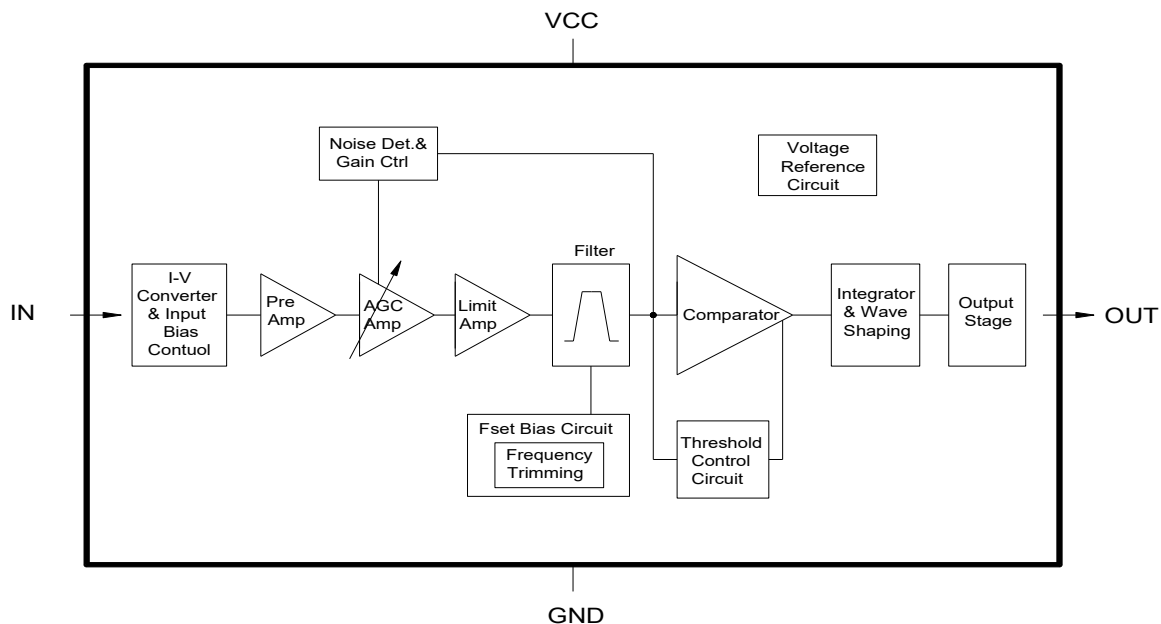 VCC
Noise Det.&
Gain Ctrl
Voltage
Reference
Circuit
IN
I-V
Converter
& Input
Bias
Contuol
Pre
Amp
AGC
Amp
Limit
Amp
Filter
Comparator
Integrator
& Wave
Shaping
Output
Stage
OUT
Fset Bias Circuit
Frequency
Trimming
Threshold
Control
Circuit
GND